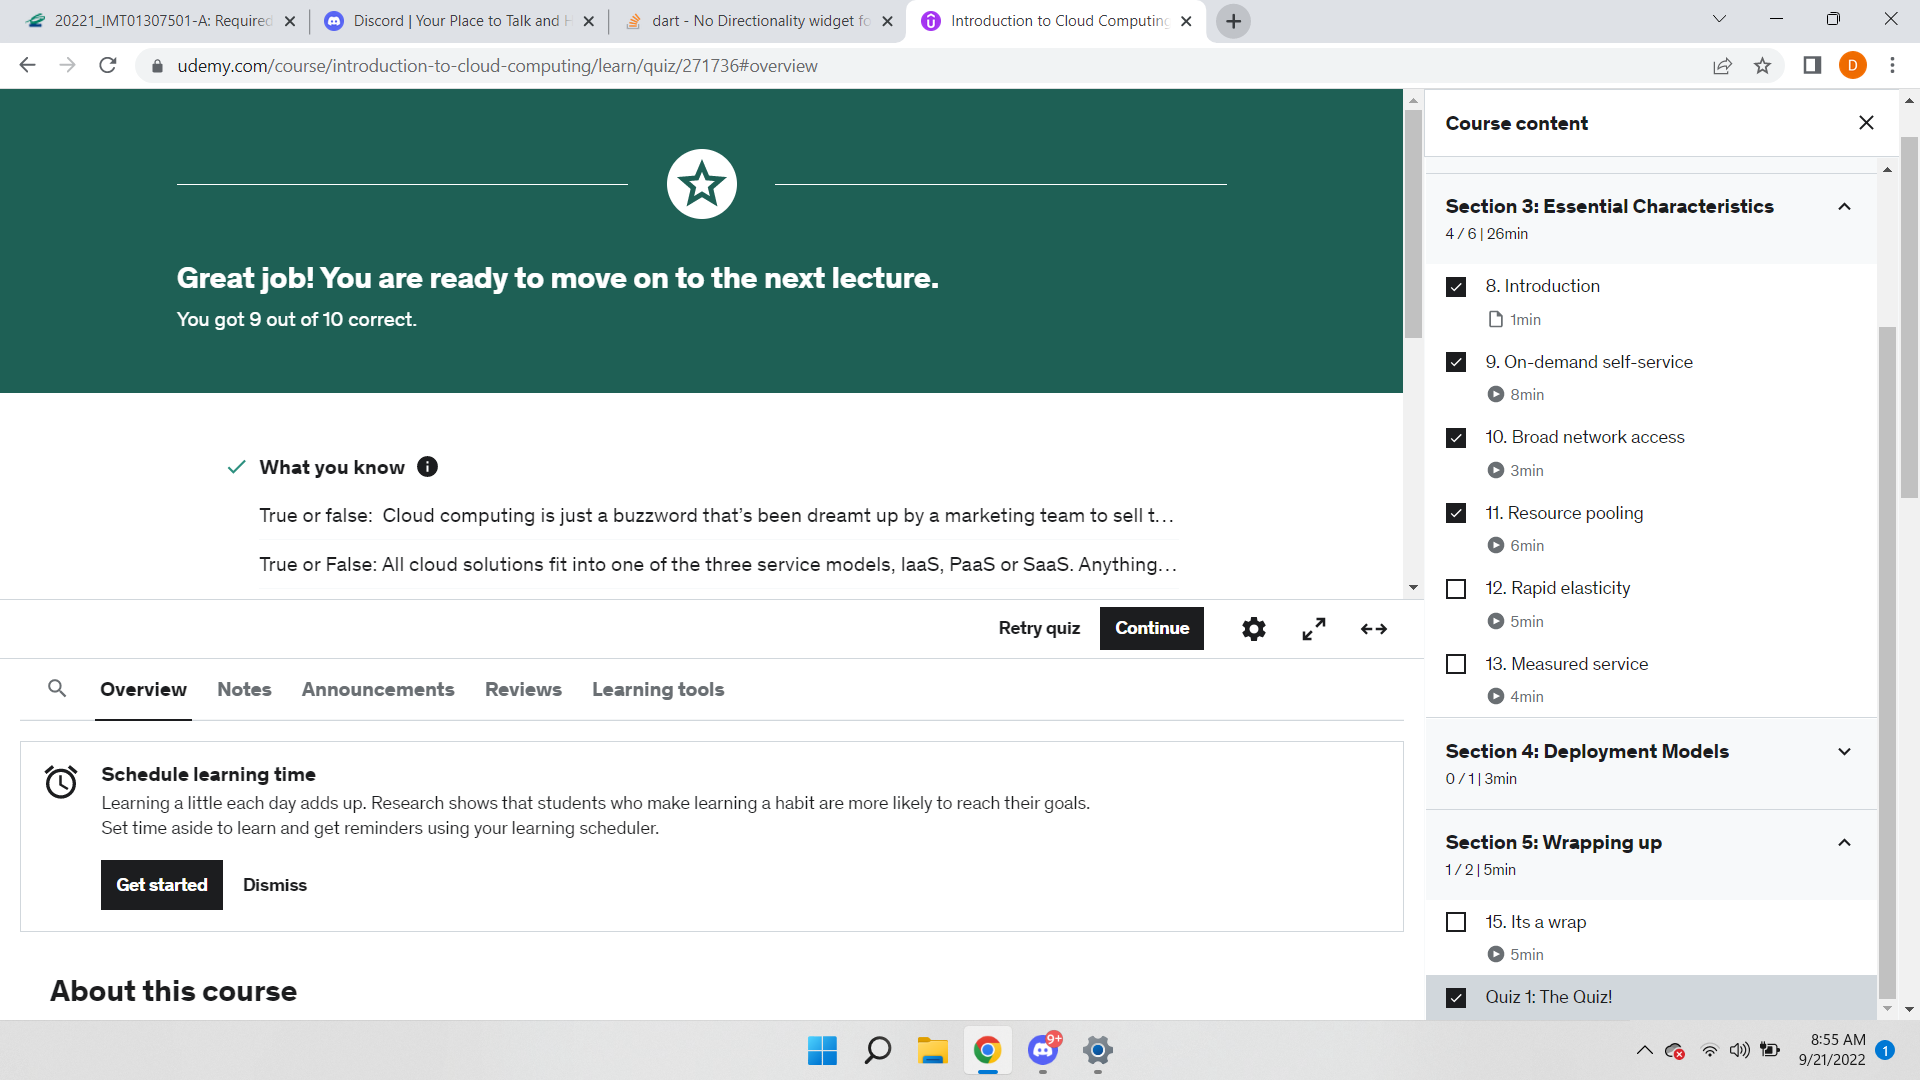 20221_IMT01307501-A: Required
Discord | Your Place to Talk and H
dart - No Directionality widget fo
Introduction to Cloud Computing
udemy.com/course/introduction-to-cloud-computing/learn/quiz/271736#overview
D
Great job! You are ready to move on to the next lecture.
You got 9 out of 10 correct.
What you know
True or false:  Cloud computing is just a buzzword that's been dreamt up by a marketing team to sell t...
True or False: All cloud solutions fit into one of the three service models, IaaS, PaaS or SaaS. Anything...
Retry quiz
Continue
Overview
Notes
Announcements
Reviews
Learning tools
Schedule learning time
Learning a little each day adds up. Research shows that students who make learning a habit are more likely to reach their goals.
Set time aside to learn and get reminders using your learning scheduler.
Get started
Dismiss
About this course
Course content
Section 3: Essential Characteristics
4 / 6 | 26min
8. Introduction
1min
9. On-demand self-service
8min
10. Broad network access
3min
11. Resource pooling
6min
12. Rapid elasticity
5min
13. Measured service
4min
Section 4: Deployment Models
0 / 1 | 3min
Section 5: Wrapping up
1 / 2 | 5min
15. Its a wrap
5min
Quiz 1: The Quiz!
9+
8:55 AM
9/21/2022
1